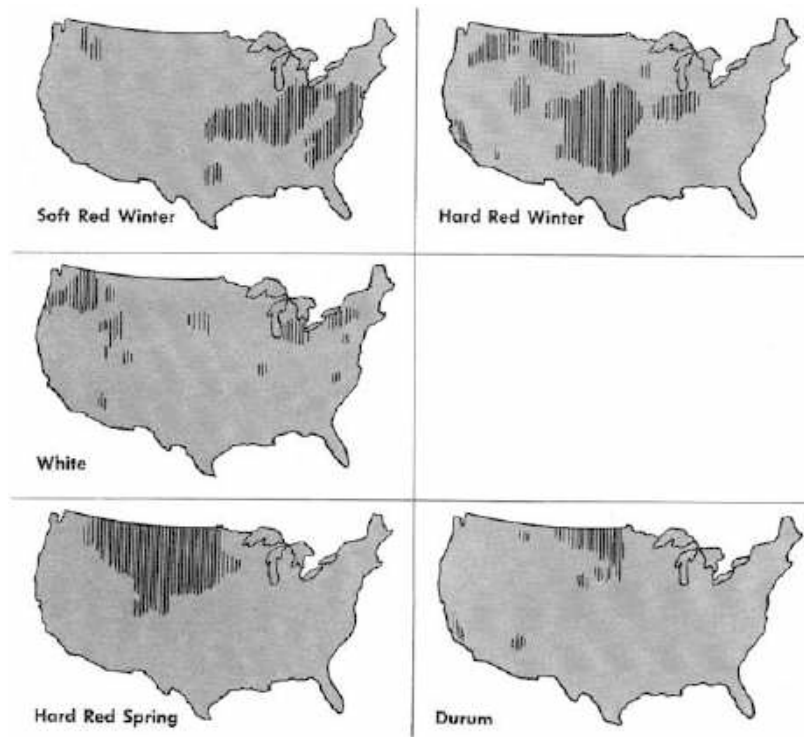 Soft Red Winter
Hard Red Winter
White
Hard Red Spring
Durum